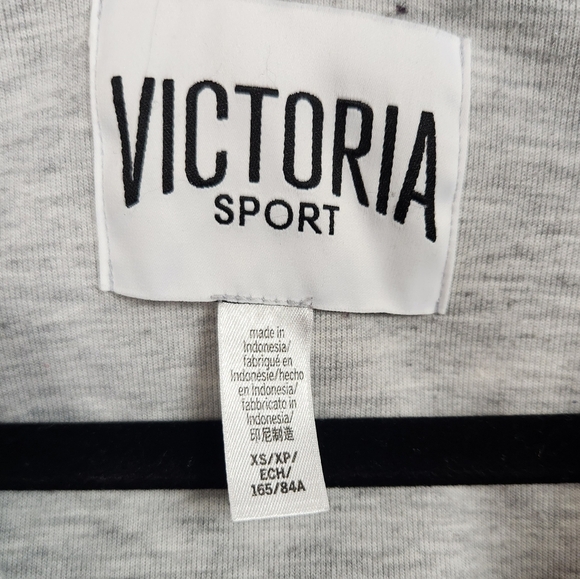 VICTORIA
SPORT
made in
Indonesia/
fabriqué en
Indonésie/hecho
en Indonesia/
fabbricato in
Indonesia/
印尼制造
XS/XP/
ECH/
165/84A